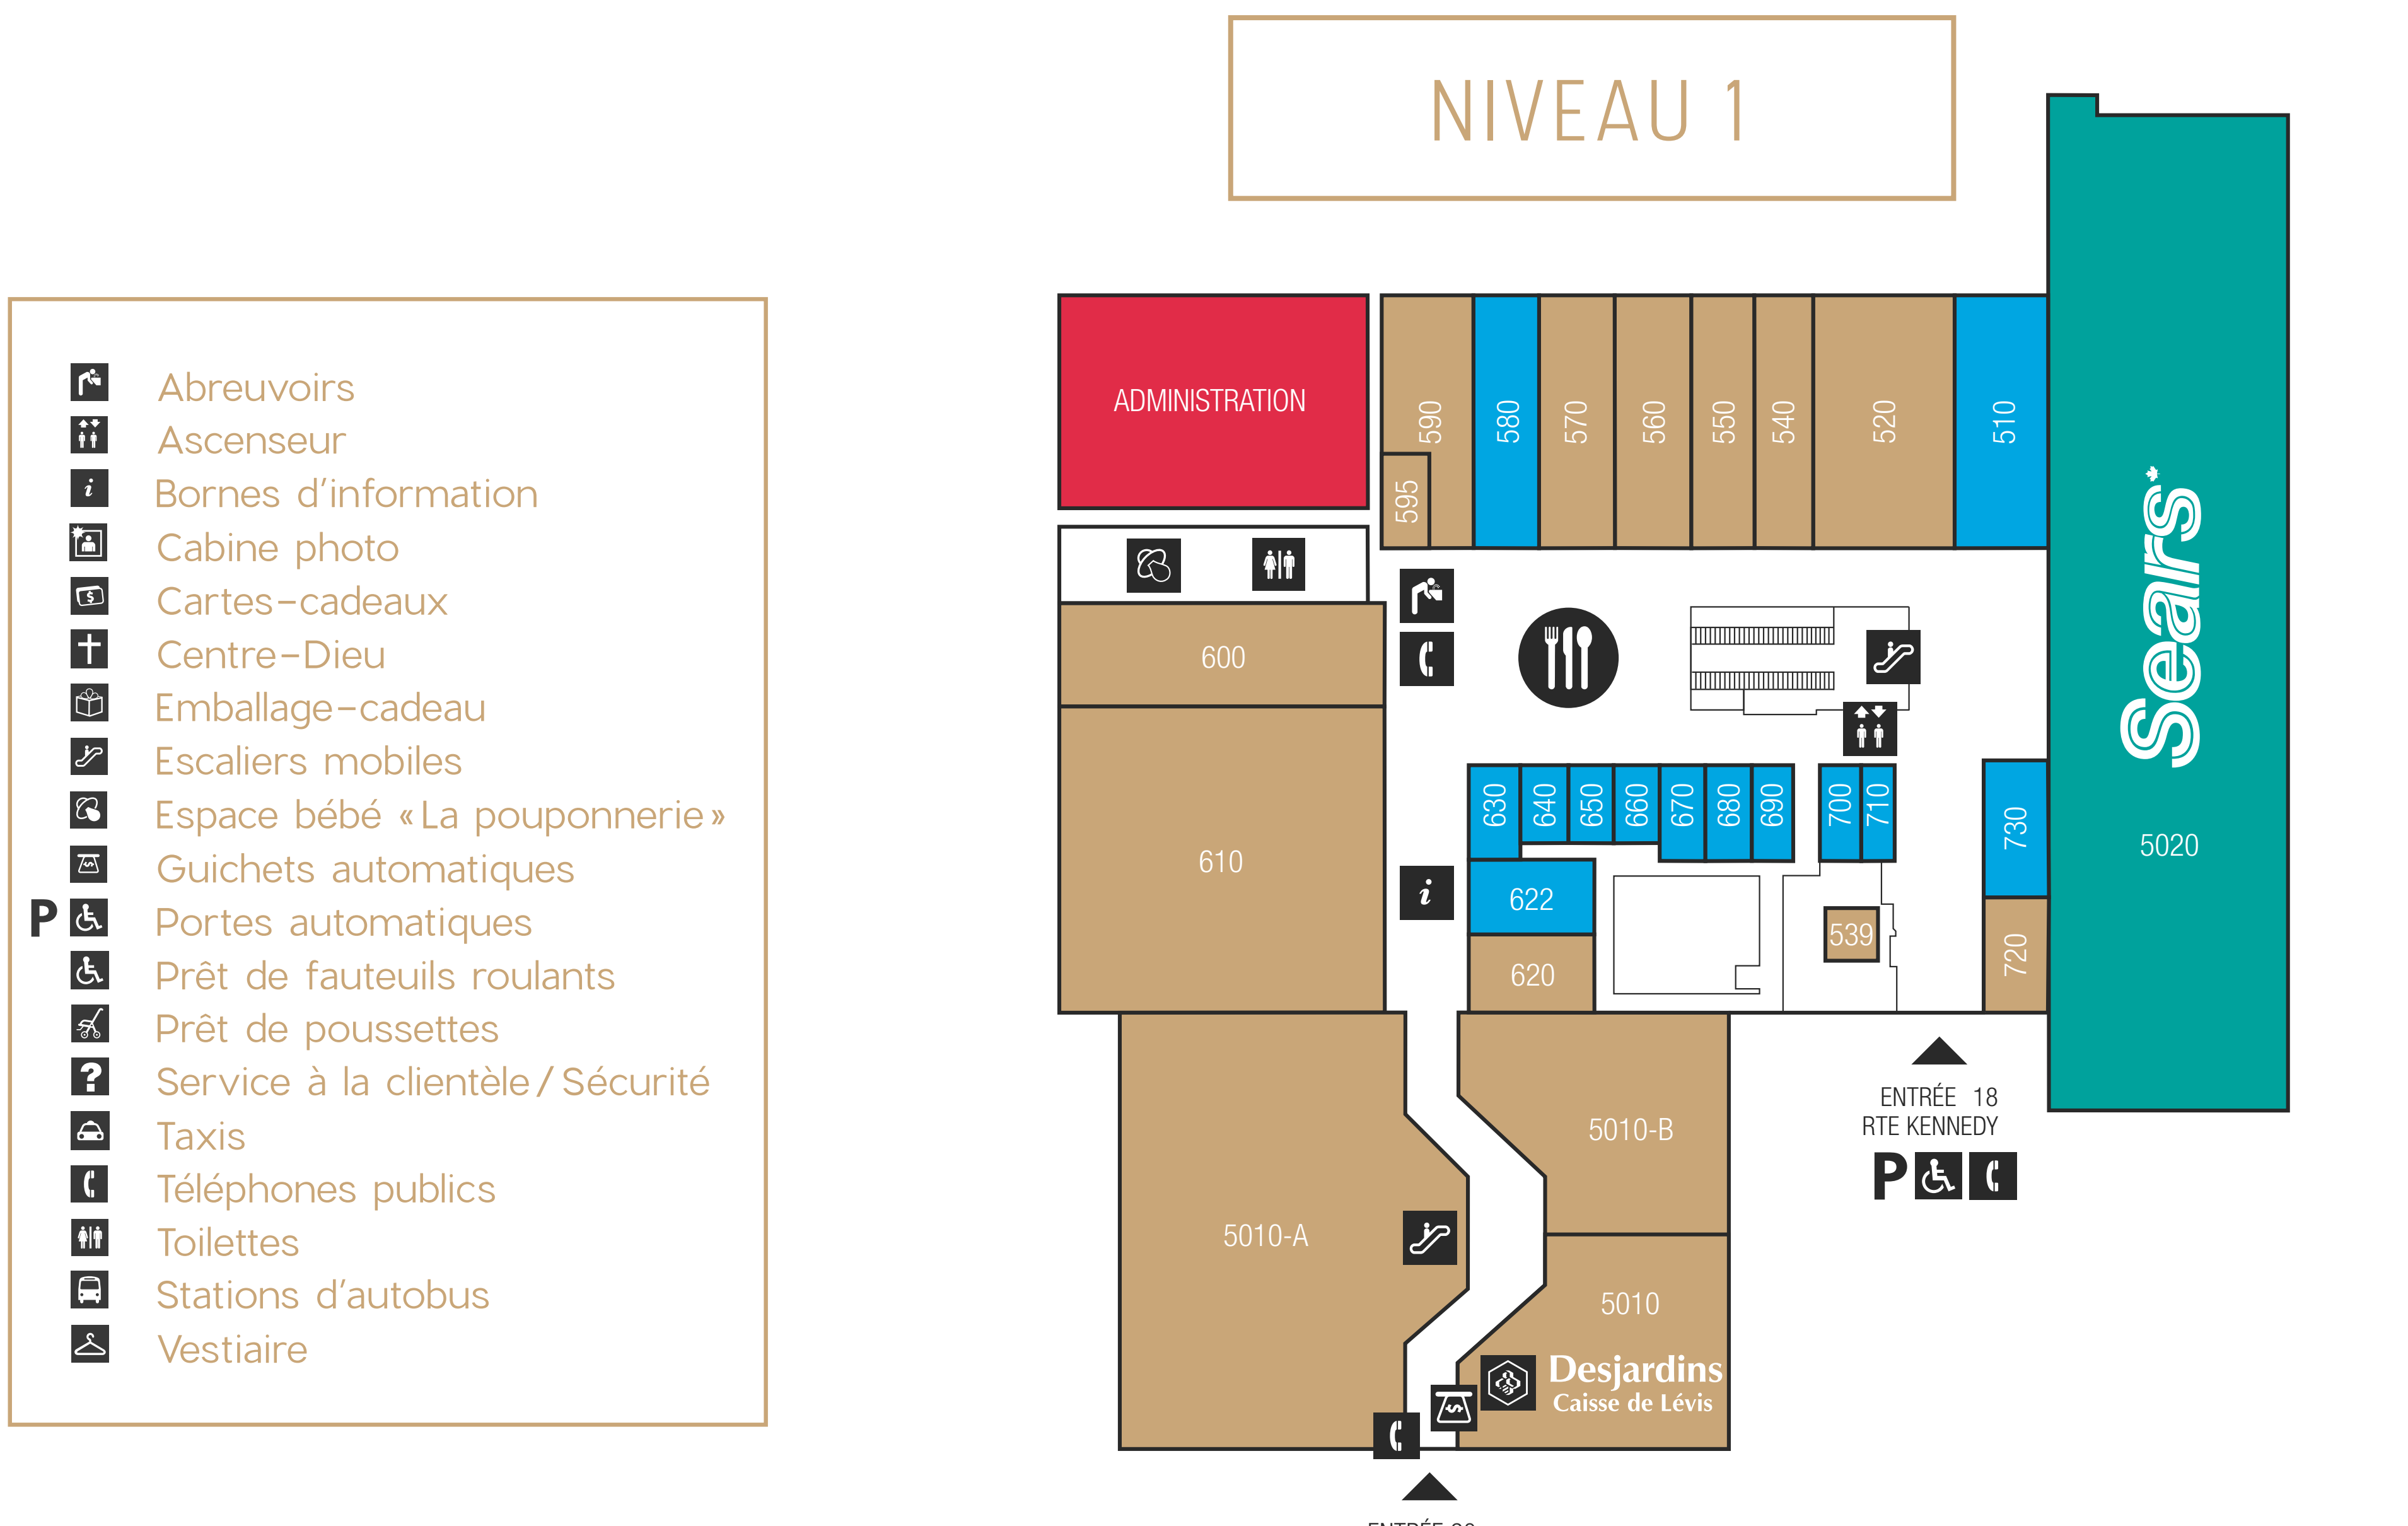 NIVEAU 1
Abreuvoirs
Ascenseur
Bornes d'information
Cabine photo
Cartes-cadeaux
Centre-Dieu
Emballage-cadeau
Escaliers mobiles
Espace bébé «La pouponnerie»
Guichets automatiques
P Portes automatiques
Prêt de fauteuils roulants
Prêt de poussettes
? Service à la clientèle / Sécurité
Taxis
Téléphones publics
Toilettes
Stations d'autobus
Vestiaire
ADMINISTRATION
590
595
580
570
560
550
540
520
510
Sears
5020
600
610
i
630
640
650
660
670
680
690
700
710
730
720
622
620
539
5010-A
5010-B
5010
Desjardins
Caisse de Lévis
ENTRÉE 18
RTE KENNEDY
P